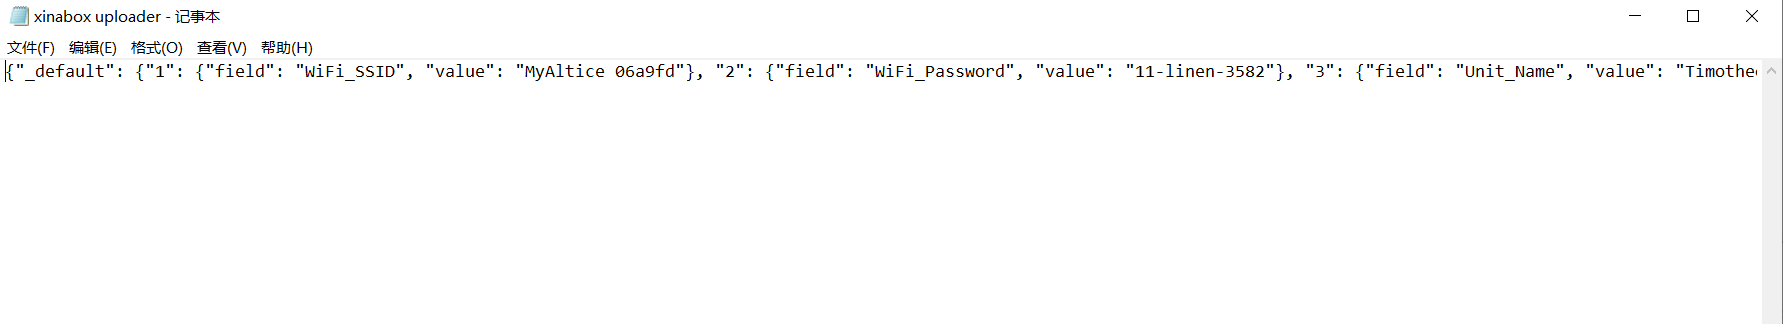 xinabox uploader - 记事本
文件(F) 编辑(E) 格式(O) 查看(V) 帮助(H)
{"_default": {"1": {"field": "WiFi_SSID", "value": "MyAltice 06a9fd"}, "2": {"field": "WiFi_Password", "value": "11-linen-3582"}, "3": {"field": "Unit_Name", "value": "Timothe